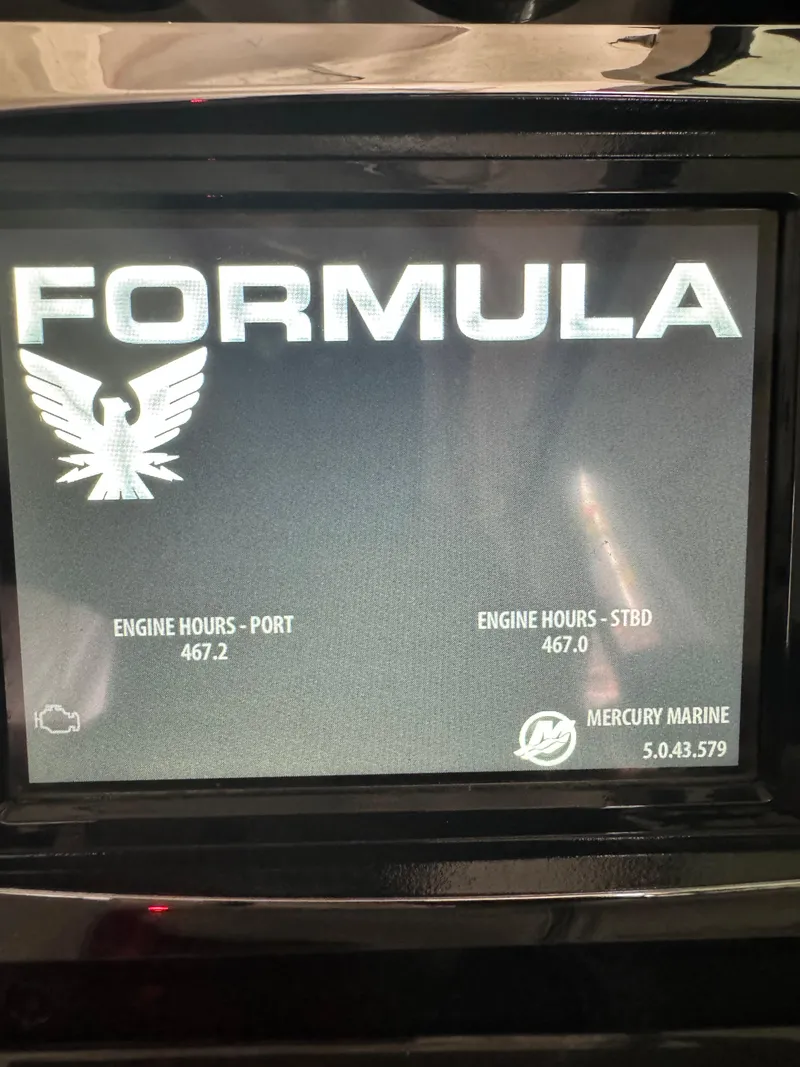 FORMULA
ENGINE HOURS - PORT
467.2
ENGINE HOURS - STBD
467.0
MERCURY MARINE
5.0.43.579